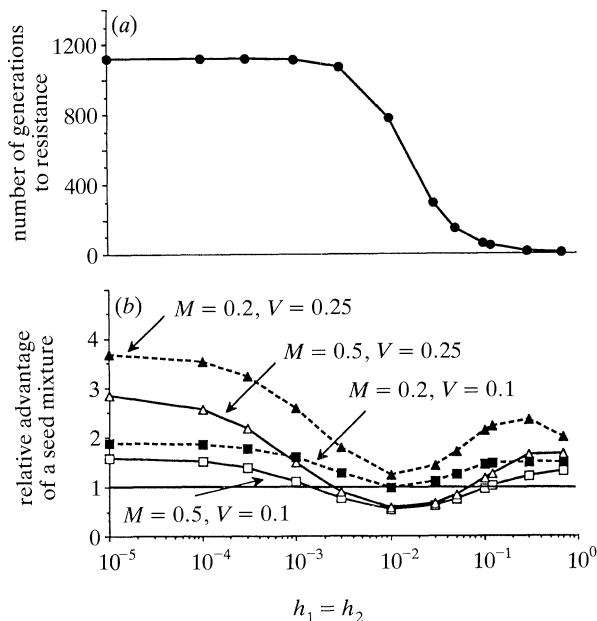 (a)
1200
800
400
0
number of generations
to resistance
(b)
M = 0.2, V = 0.25
M = 0.5, V = 0.25
M = 0.2, V = 0.1
M = 0.5, V = 0.1
4
3
2
1
0
relative advantage
of a seed mixture
10⁻⁵
10⁻⁴
10⁻³
10⁻²
10⁻¹
10⁰
h₁ = h₂